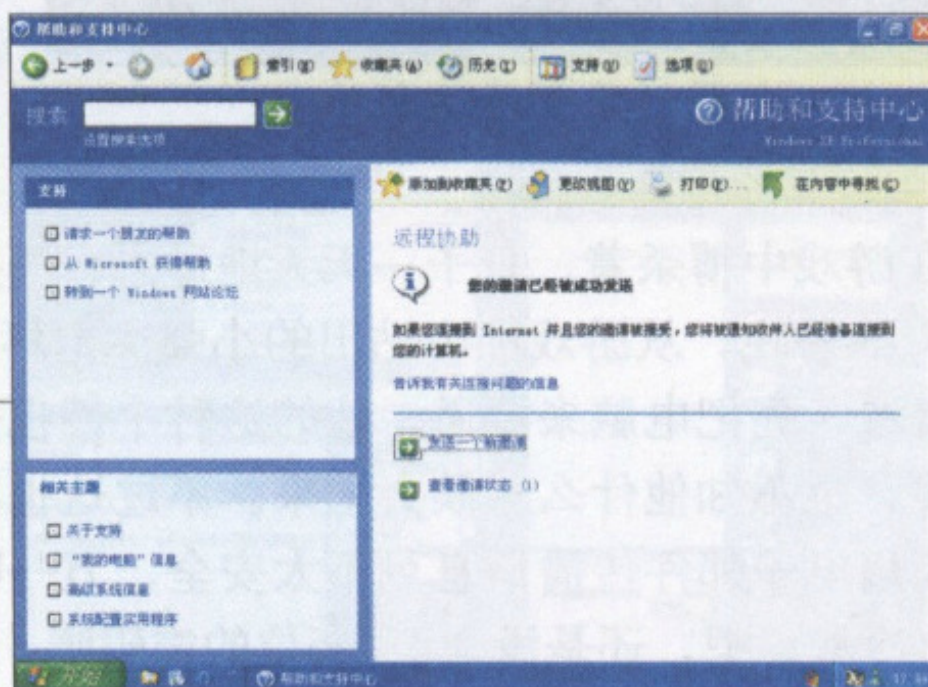 帮助和支持中心
上一步 索引(N) 收藏夹(A) 历史(I) 支持(U) 选项(O)
搜索
设置搜索选项
帮助和支持中心
Windows XP Professional
支持
请求一个朋友的帮助
从 Microsoft 获得帮助
转到一个 Windows 网站论坛
相关主题
关于支持
“我的电脑”信息
高级系统信息
系统配置实用程序
添加到收藏夹(Z) 更改视图(V) 打印(P)... 在内容中寻找(C)
远程协助
您的邀请已经被成功发送
如果您连接到 Internet 并且您的邀请被接受，您将被通知收件人已经准备连接到
您的计算机。
告诉我有关连接问题的信息
发送一个新邀请
查看邀请状态 (1)
开始
帮助和支持中心